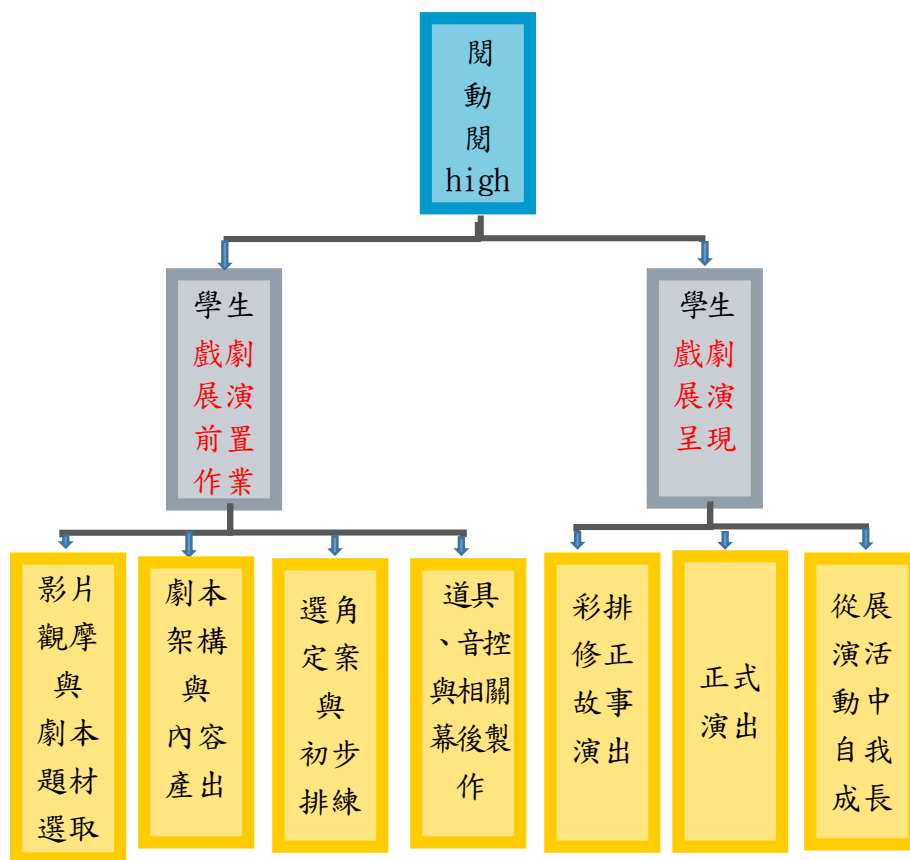 閱
動
閱
high
學生
戲劇
展演
前置
作業
學生
戲劇
展演
呈現
影片
觀摩
與
劇本
題材
選取
劇本
架構
與
內容
產出
選角
定案
與
初步
排練
道具
、音控
與相關
幕後製
作
彩排
修正
故事
演出
正式
演出
從展
演活
動中
自我
成長